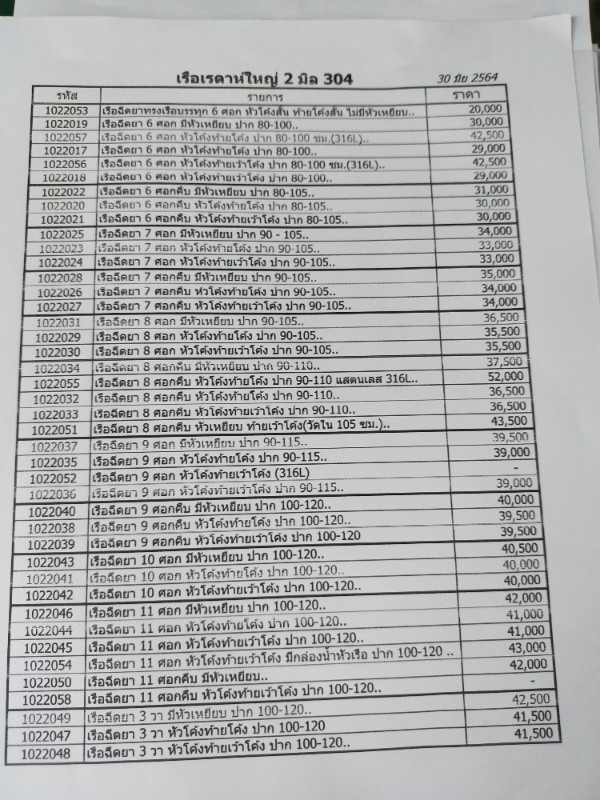 เรือเรดาห์ใหญ่ 2 มิล 304 30 มิย 2564
รหัส รายการ ราคา
1022053 เรือฉีดยาทรงเรือบรรทุก 6 ศอก หัวโค้งสั้น ท้ายโค้งสั้น ไม่มีหัวเหยียบ.. 20,000
1022019 เรือฉีดยา 6 ศอก มีหัวเหยียบ ปาก 80-100.. 30,000
1022057 เรือฉีดยา 6 ศอก หัวโค้งท้ายโค้ง ปาก 80-100 ซม.(316L).. 42,500
1022017 เรือฉีดยา 6 ศอก หัวโค้งท้ายโค้ง ปาก 80-100.. 29,000
1022056 เรือฉีดยา 6 ศอก หัวโค้งท้ายเว้าโค้ง ปาก 80-100 ซม.(316L).. 42,500
1022018 เรือฉีดยา 6 ศอก หัวโค้งท้ายเว้าโค้ง ปาก 80-100.. 29,000
1022022 เรือฉีดยา 6 ศอกคืบ มีหัวเหยียบ ปาก 80-105.. 31,000
1022020 เรือฉีดยา 6 ศอกคืบ หัวโค้งท้ายโค้ง ปาก 80-105.. 30,000
1022021 เรือฉีดยา 6 ศอกคืบ หัวโค้งท้ายเว้าโค้ง ปาก 80-105.. 30,000
1022025 เรือฉีดยา 7 ศอก มีหัวเหยียบ ปาก 90 - 105.. 34,000
1022023 เรือฉีดยา 7 ศอก หัวโค้งท้ายโค้ง ปาก 90-105.. 33,000
1022024 เรือฉีดยา 7 ศอก หัวโค้งท้ายเว้าโค้ง ปาก 90-105.. 33,000
1022028 เรือฉีดยา 7 ศอกคืบ มีหัวเหยียบ ปาก 90-105.. 35,000
1022026 เรือฉีดยา 7 ศอกคืบ หัวโค้งท้ายโค้ง ปาก 90-105.. 34,000
1022027 เรือฉีดยา 7 ศอกคืบ หัวโค้งท้ายเว้าโค้ง ปาก 90-105.. 34,000
1022031 เรือฉีดยา 8 ศอก มีหัวเหยียบ ปาก 90-105.. 36,500
1022029 เรือฉีดยา 8 ศอก หัวโค้งท้ายโค้ง ปาก 90-105.. 35,500
1022030 เรือฉีดยา 8 ศอก หัวโค้งท้ายเว้าโค้ง ปาก 90-105.. 35,500
1022034 เรือฉีดยา 8 ศอกคืบ มีหัวเหยียบ ปาก 90-110.. 37,500
1022055 เรือฉีดยา 8 ศอกคืบ หัวโค้งท้ายโค้ง ปาก 90-110 แสตนเลส 316L.. 52,000
1022032 เรือฉีดยา 8 ศอกคืบ หัวโค้งท้ายโค้ง ปาก 90-110.. 36,500
1022033 เรือฉีดยา 8 ศอกคืบ หัวโค้งท้ายเว้าโค้ง ปาก 90-110.. 36,500
1022051 เรือฉีดยา 8 ศอกคืบ หัวเหยียบ ท้ายเว้าโค้ง(วัดใน 105 ซม.).. 43,500
1022037 เรือฉีดยา 9 ศอก มีหัวเหยียบ ปาก 90-115.. 39,500
1022035 เรือฉีดยา 9 ศอก หัวโค้งท้ายโค้ง ปาก 90-115.. 39,000
1022052 เรือฉีดยา 9 ศอก หัวโค้งท้ายเว้าโค้ง (316L) -
1022036 เรือฉีดยา 9 ศอก หัวโค้งท้ายเว้าโค้ง ปาก 90-115.. 39,000
1022040 เรือฉีดยา 9 ศอกคืบ มีหัวเหยียบ ปาก 100-120.. 40,000
1022038 เรือฉีดยา 9 ศอกคืบ หัวโค้งท้ายโค้ง ปาก 100-120.. 39,500
1022039 เรือฉีดยา 9 ศอกคืบ หัวโค้งท้ายเว้าโค้ง ปาก 100-120 39,500
1022043 เรือฉีดยา 10 ศอก มีหัวเหยียบ ปาก 100-120.. 40,500
1022041 เรือฉีดยา 10 ศอก หัวโค้งท้ายโค้ง ปาก 100-120.. 40,000
1022042 เรือฉีดยา 10 ศอก หัวโค้งท้ายเว้าโค้ง ปาก 100-120.. 40,000
1022046 เรือฉีดยา 11 ศอก มีหัวเหยียบ ปาก 100-120.. 42,000
1022044 เรือฉีดยา 11 ศอก หัวโค้งท้ายโค้ง ปาก 100-120.. 41,000
1022045 เรือฉีดยา 11 ศอก หัวโค้งท้ายเว้าโค้ง ปาก 100-120.. 41,000
1022054 เรือฉีดยา 11 ศอก หัวโค้งท้ายเว้าโค้ง มีกล่องน้ำหัวเรือ ปาก 100-120 .. 43,000
1022050 เรือฉีดยา 11 ศอกคืบ มีหัวเหยียบ.. 42,000
1022058 เรือฉีดยา 11 ศอกคืบ หัวโค้งท้ายเว้าโค้ง ปาก 100-120.. -
1022049 เรือฉีดยา 3 วา มีหัวเหยียบ ปาก 100-120.. 42,500
1022047 เรือฉีดยา 3 วา หัวโค้งท้ายโค้ง ปาก 100-120 41,500
1022048 เรือฉีดยา 3 วา หัวโค้งท้ายเว้าโค้ง ปาก 100-120.. 41,500